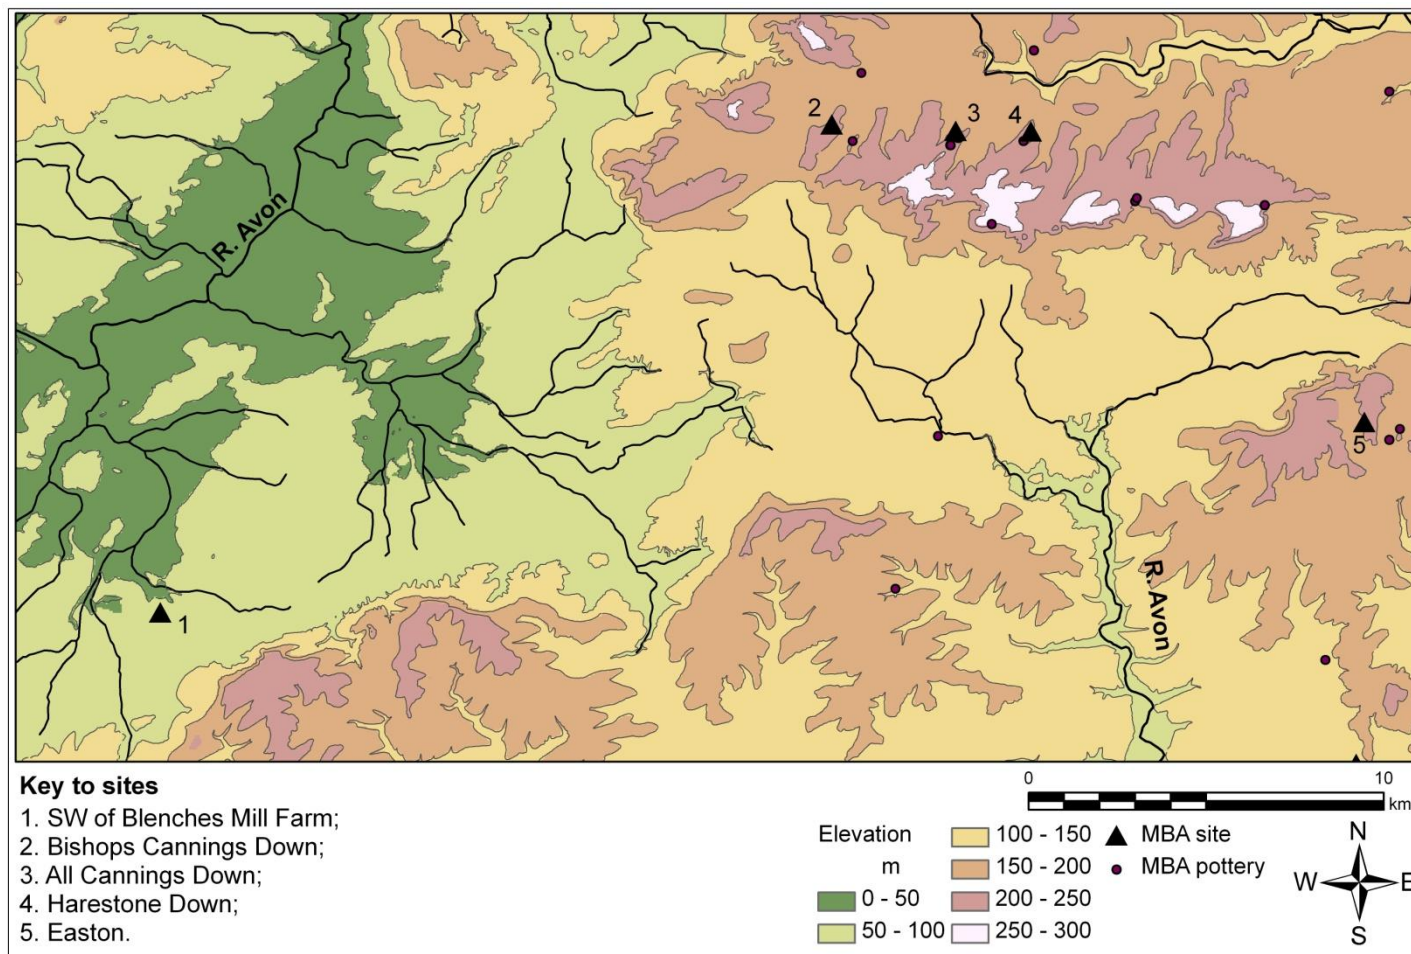 2
3
4
R. Avon
5
R. Avon
1
Key to sites
1. SW of Blenches Mill Farm;
2. Bishops Cannings Down;
3. All Cannings Down;
4. Harestone Down;
5. Easton.
0 10
km
Elevation
m
0 - 50
50 - 100
100 - 150
150 - 200
200 - 250
250 - 300
MBA site
MBA pottery
N
W E
S